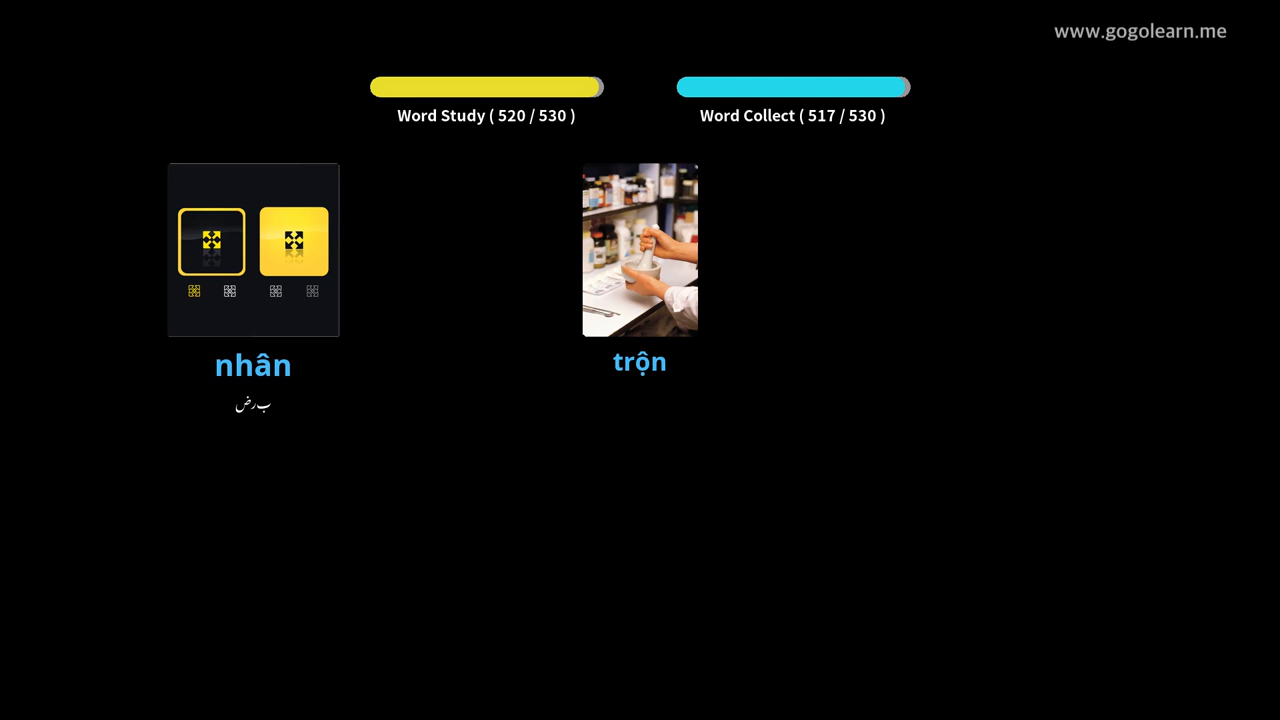 www.gogolearn.me
Word Study ( 520 / 530 )
Word Collect ( 517 / 530 )
nhân
trộn
ضرب